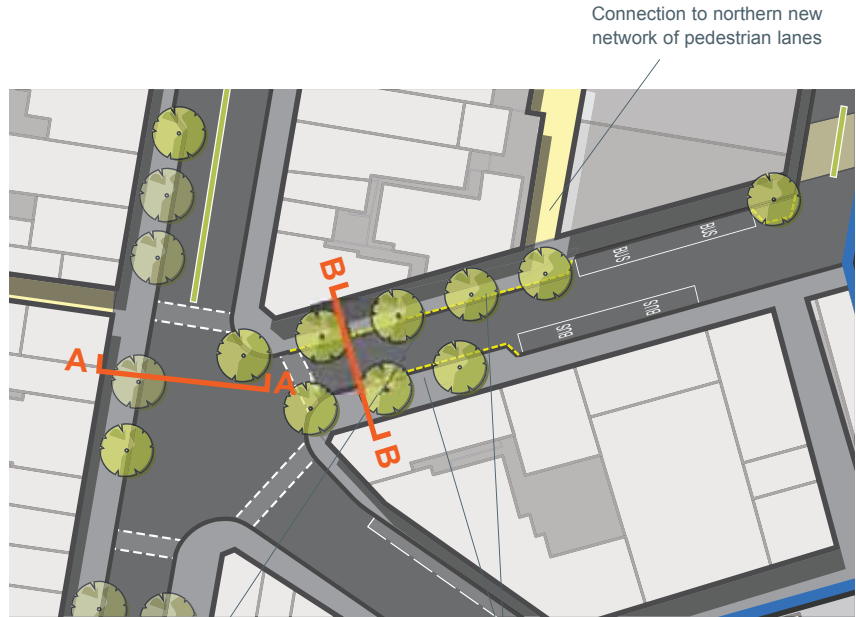 Connection to northern new
network of pedestrian lanes
BUS
BUS
BUS
BUS
B
A
A
B